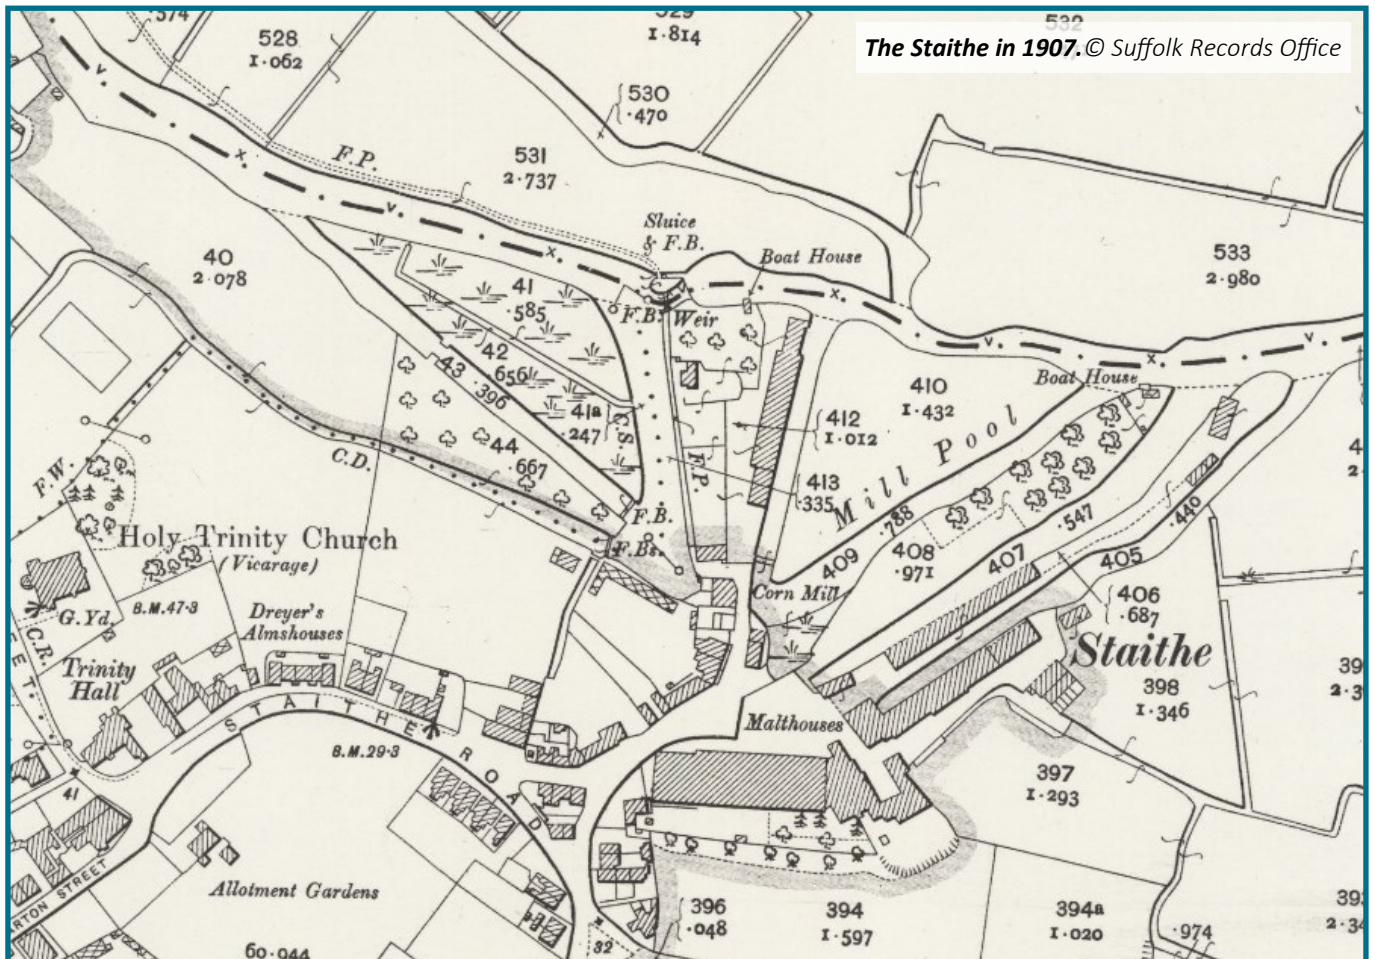 The Staithe in 1907. © Suffolk Records Office
528
1·062
1·814
532
530
·470
531
2·737
F.P.
Sluice
& F.B.
Boat House
533
2·980
40
2·078
41
·585
F.B.
Weir
42
656
43
·396
41a
·247
C.S.
44
667
F.P.
412
1·012
413
·335
410
1·432
Mill Pool
Boat House
C.D.
F.W.
F.B.
F.Bs.
409
·788
408
·971
407
·547
405
·440
406
·687
Corn Mill
Holy Trinity Church
(Vicarage)
G.Yd.
B.M.47·3
C.R.
Dreyer's
Almshouses
Trinity
Hall
Staithe
398
1·346
Malthouses
STAITHE ROAD
B.M.29·3
397
1·293
41
Allotment Gardens
60·944
396
·048
394
1·597
394a
1·020
·974
32